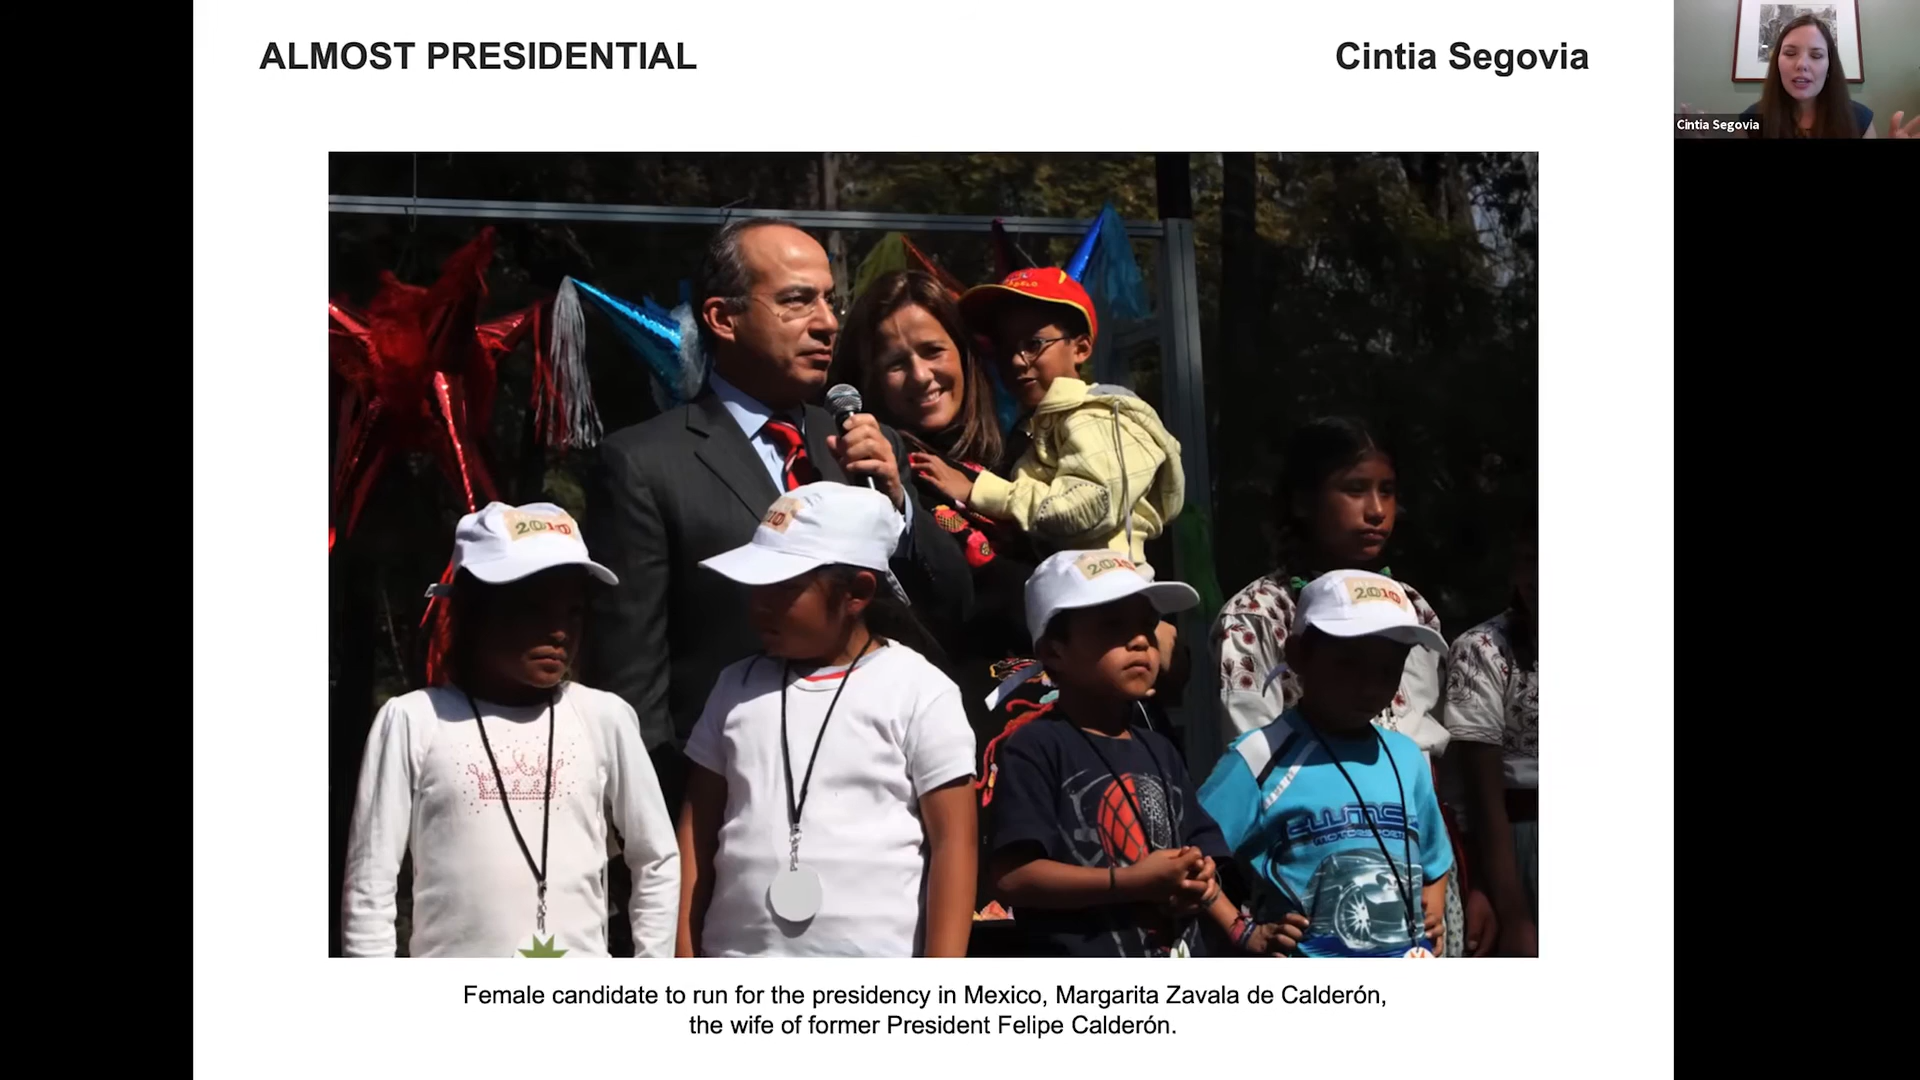 ALMOST PRESIDENTIAL
Cintia Segovia
Cintia Segovia
2010
2010
2010
MOTORSPORT
Female candidate to run for the presidency in Mexico, Margarita Zavala de Calderón,
the wife of former President Felipe Calderón.